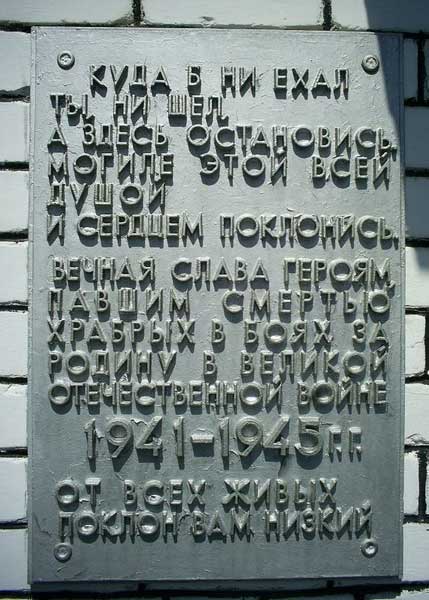 КУДА Б НИ ЕХАЛ
ТЫ, НИ ШЕЛ,
А ЗДЕСЬ ОСТАНОВИСЬ.
МОГИЛЕ ЭТОЙ ВСЕЙ
ДУШОЙ
И СЕРДЦЕМ ПОКЛОНИСЬ.
ВЕЧНАЯ СЛАВА ГЕРОЯМ,
ПАВШИМ СМЕРТЬЮ
ХРАБРЫХ В БОЯХ ЗА
РОДИНУ В ВЕЛИКОЙ
ОТЕЧЕСТВЕННОЙ ВОЙНЕ
1941-1945 г.г.
ОТ ВСЕХ ЖИВЫХ
ПОКЛОН ВАМ НИЗКИЙ